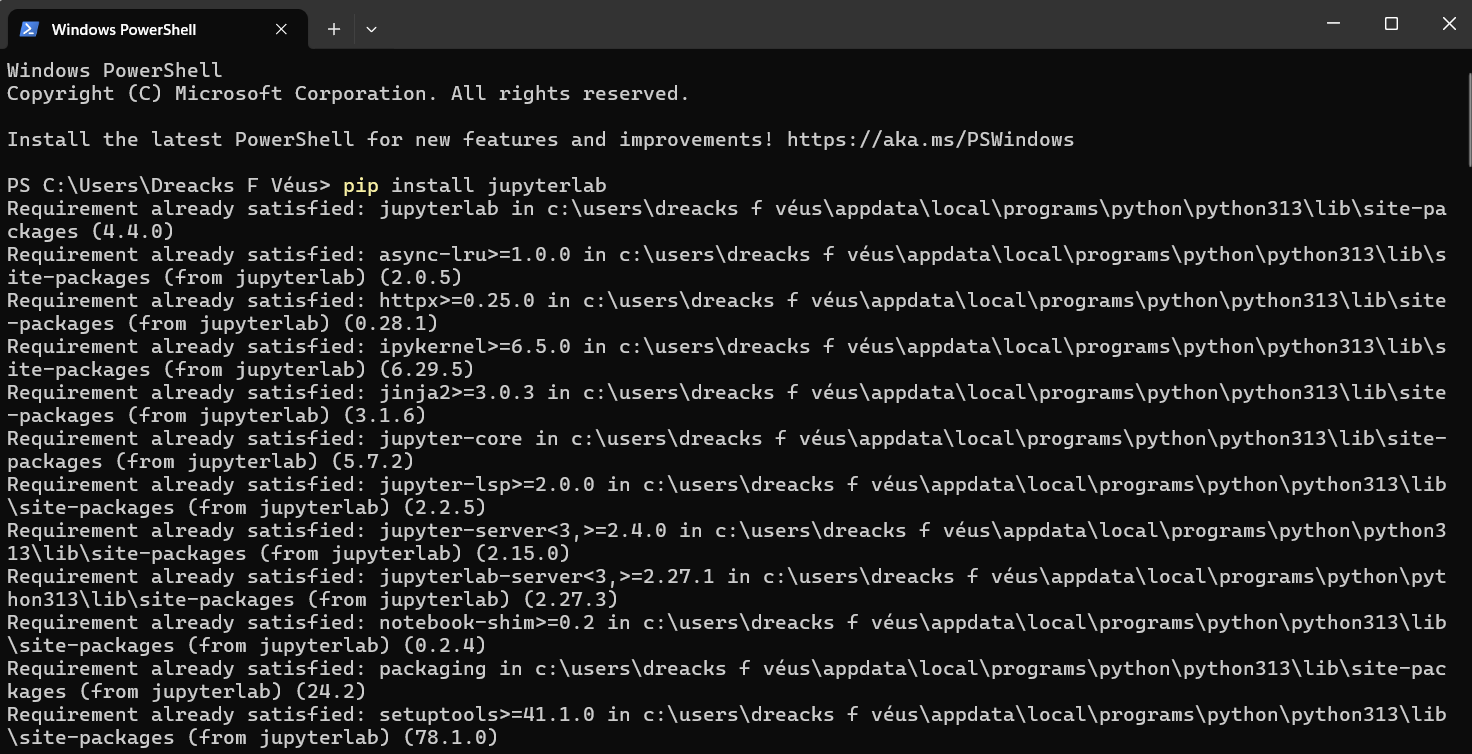 Windows PowerShell
Windows PowerShell
Copyright (C) Microsoft Corporation. All rights reserved.
Install the latest PowerShell for new features and improvements! https://aka.ms/PSWindows
PS C:\Users\Dreacks F Véus> pip install jupyterlab
Requirement already satisfied: jupyterlab in c:\users\dreacks f véus\appdata\local\programs\python\python313\lib\site-pa
ckages (4.4.0)
Requirement already satisfied: async-lru>=1.0.0 in c:\users\dreacks f véus\appdata\local\programs\python\python313\lib\s
ite-packages (from jupyterlab) (2.0.5)
Requirement already satisfied: httpx>=0.25.0 in c:\users\dreacks f véus\appdata\local\programs\python\python313\lib\site
-packages (from jupyterlab) (0.28.1)
Requirement already satisfied: ipykernel>=6.5.0 in c:\users\dreacks f véus\appdata\local\programs\python\python313\lib\s
ite-packages (from jupyterlab) (6.29.5)
Requirement already satisfied: jinja2>=3.0.3 in c:\users\dreacks f véus\appdata\local\programs\python\python313\lib\site
-packages (from jupyterlab) (3.1.6)
Requirement already satisfied: jupyter-core in c:\users\dreacks f véus\appdata\local\programs\python\python313\lib\site-
packages (from jupyterlab) (5.7.2)
Requirement already satisfied: jupyter-lsp>=2.0.0 in c:\users\dreacks f véus\appdata\local\programs\python\python313\lib
\site-packages (from jupyterlab) (2.2.5)
Requirement already satisfied: jupyter-server<3,>=2.4.0 in c:\users\dreacks f véus\appdata\local\programs\python\python3
13\lib\site-packages (from jupyterlab) (2.15.0)
Requirement already satisfied: jupyterlab-server<3,>=2.27.1 in c:\users\dreacks f véus\appdata\local\programs\python\pyt
hon313\lib\site-packages (from jupyterlab) (2.27.3)
Requirement already satisfied: notebook-shim>=0.2 in c:\users\dreacks f véus\appdata\local\programs\python\python313\lib
\site-packages (from jupyterlab) (0.2.4)
Requirement already satisfied: packaging in c:\users\dreacks f véus\appdata\local\programs\python\python313\lib\site-pac
kages (from jupyterlab) (24.2)
Requirement already satisfied: setuptools>=41.1.0 in c:\users\dreacks f véus\appdata\local\programs\python\python313\lib
\site-packages (from jupyterlab) (78.1.0)